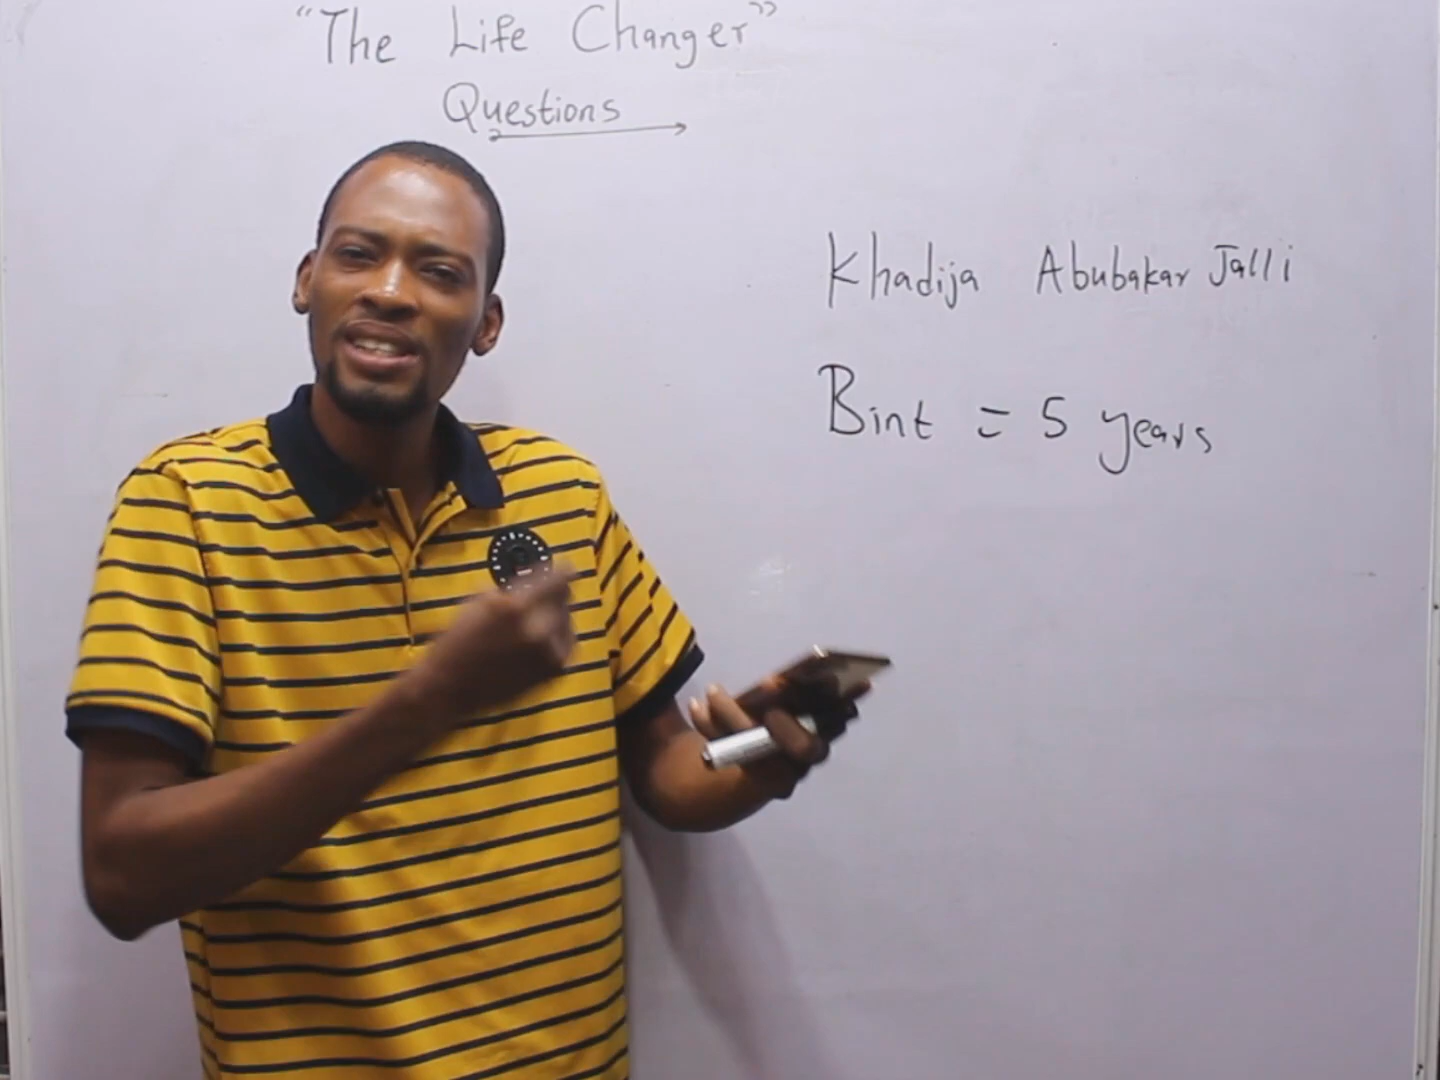 "The Life Changer"
Questions
Khadija Abubakar Jalli
Bint = 5 years